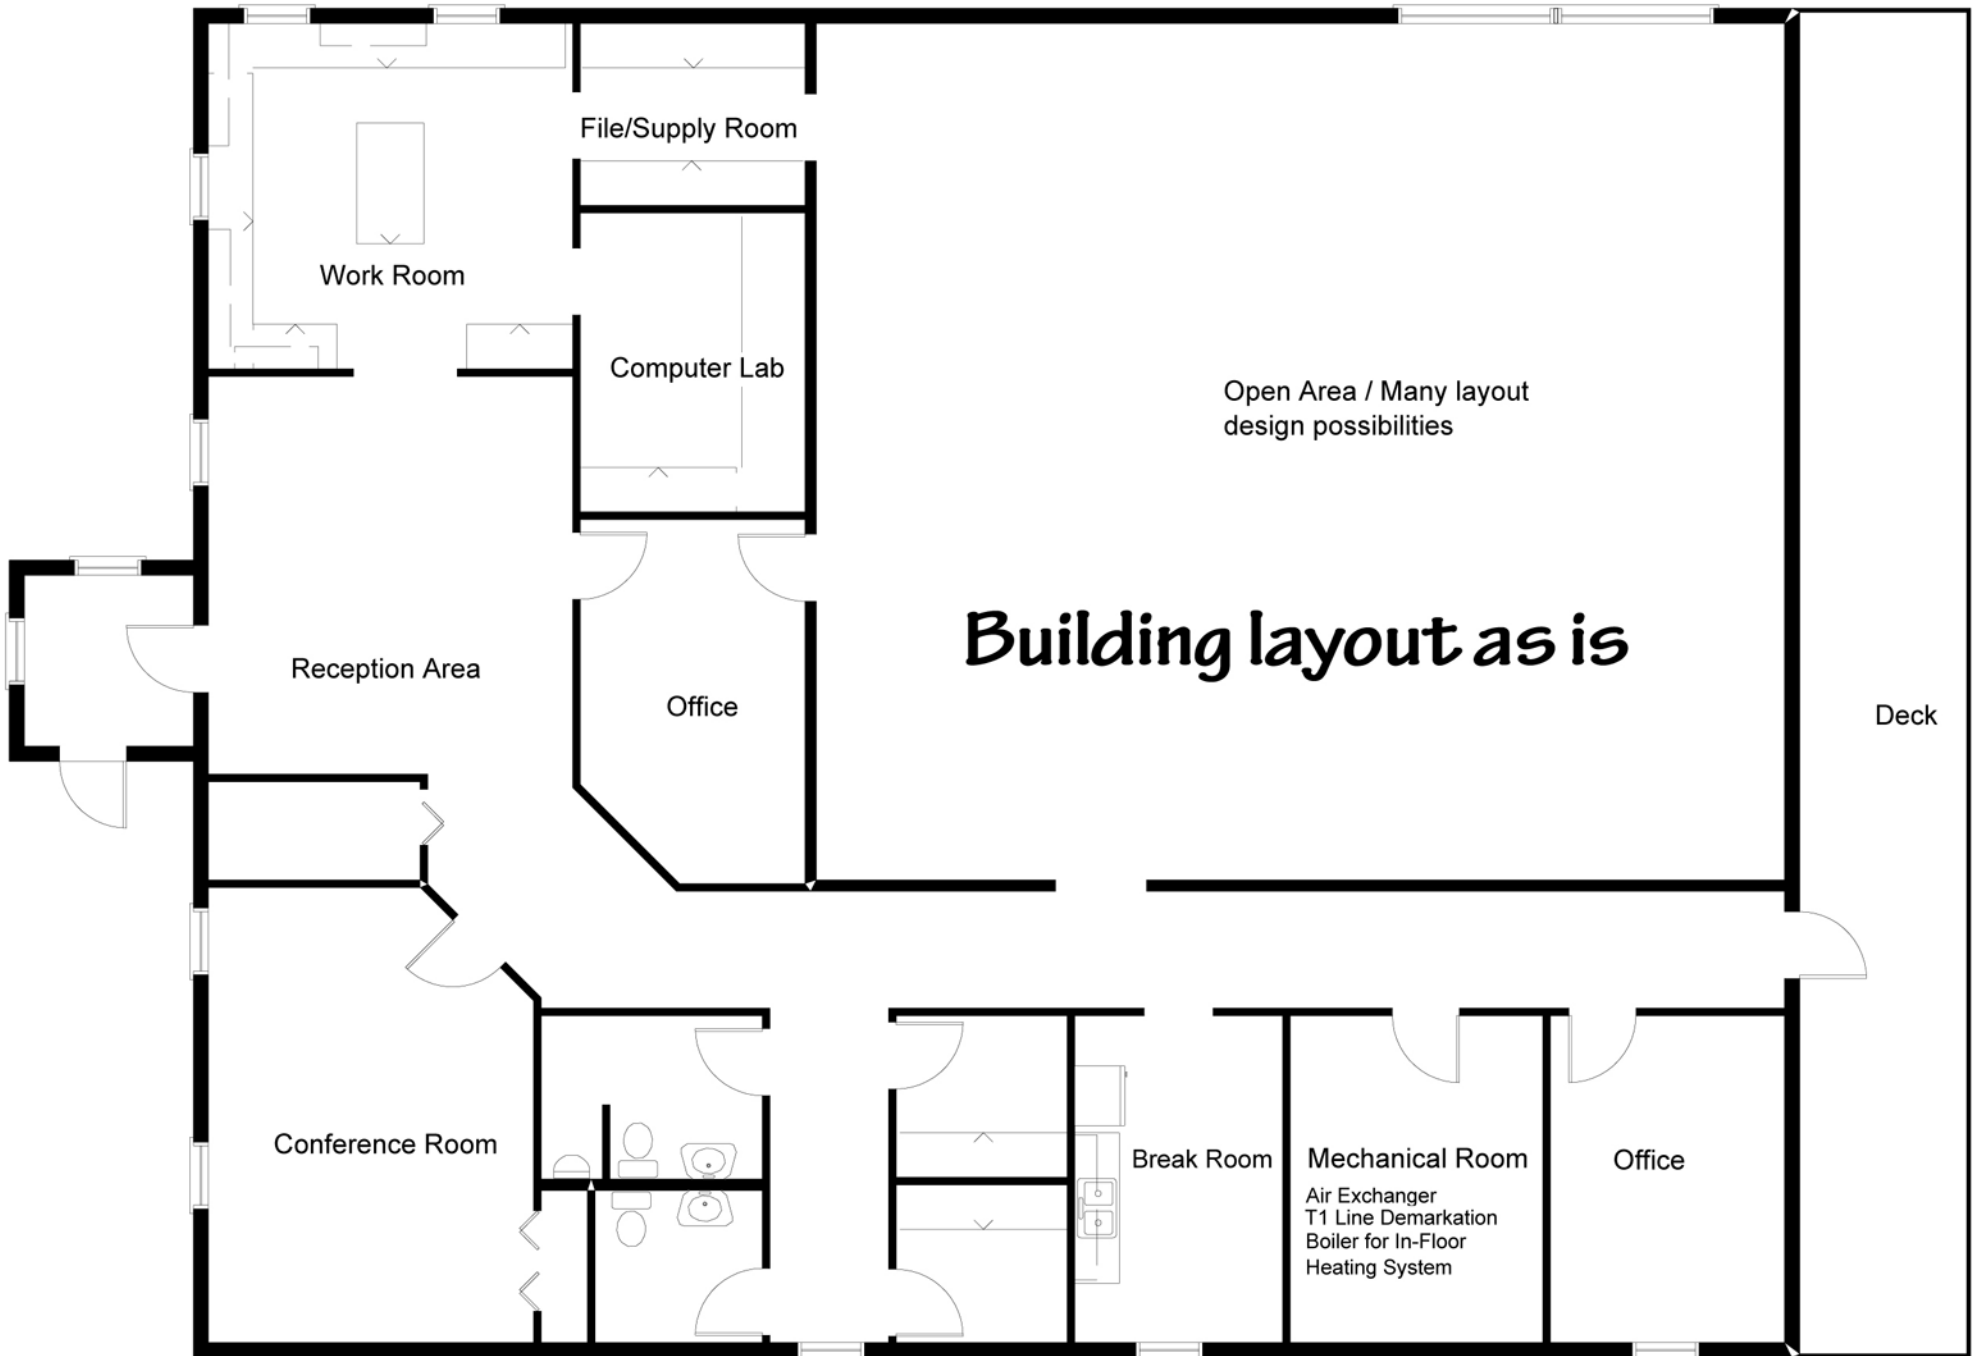 File/Supply Room
Work Room
Computer Lab
Open Area / Many layout
design possibilities
Building layout as is
Reception Area
Office
Deck
Conference Room
Break Room
Mechanical Room
Air Exchanger
T1 Line Demarkation
Boiler for In-Floor
Heating System
Office